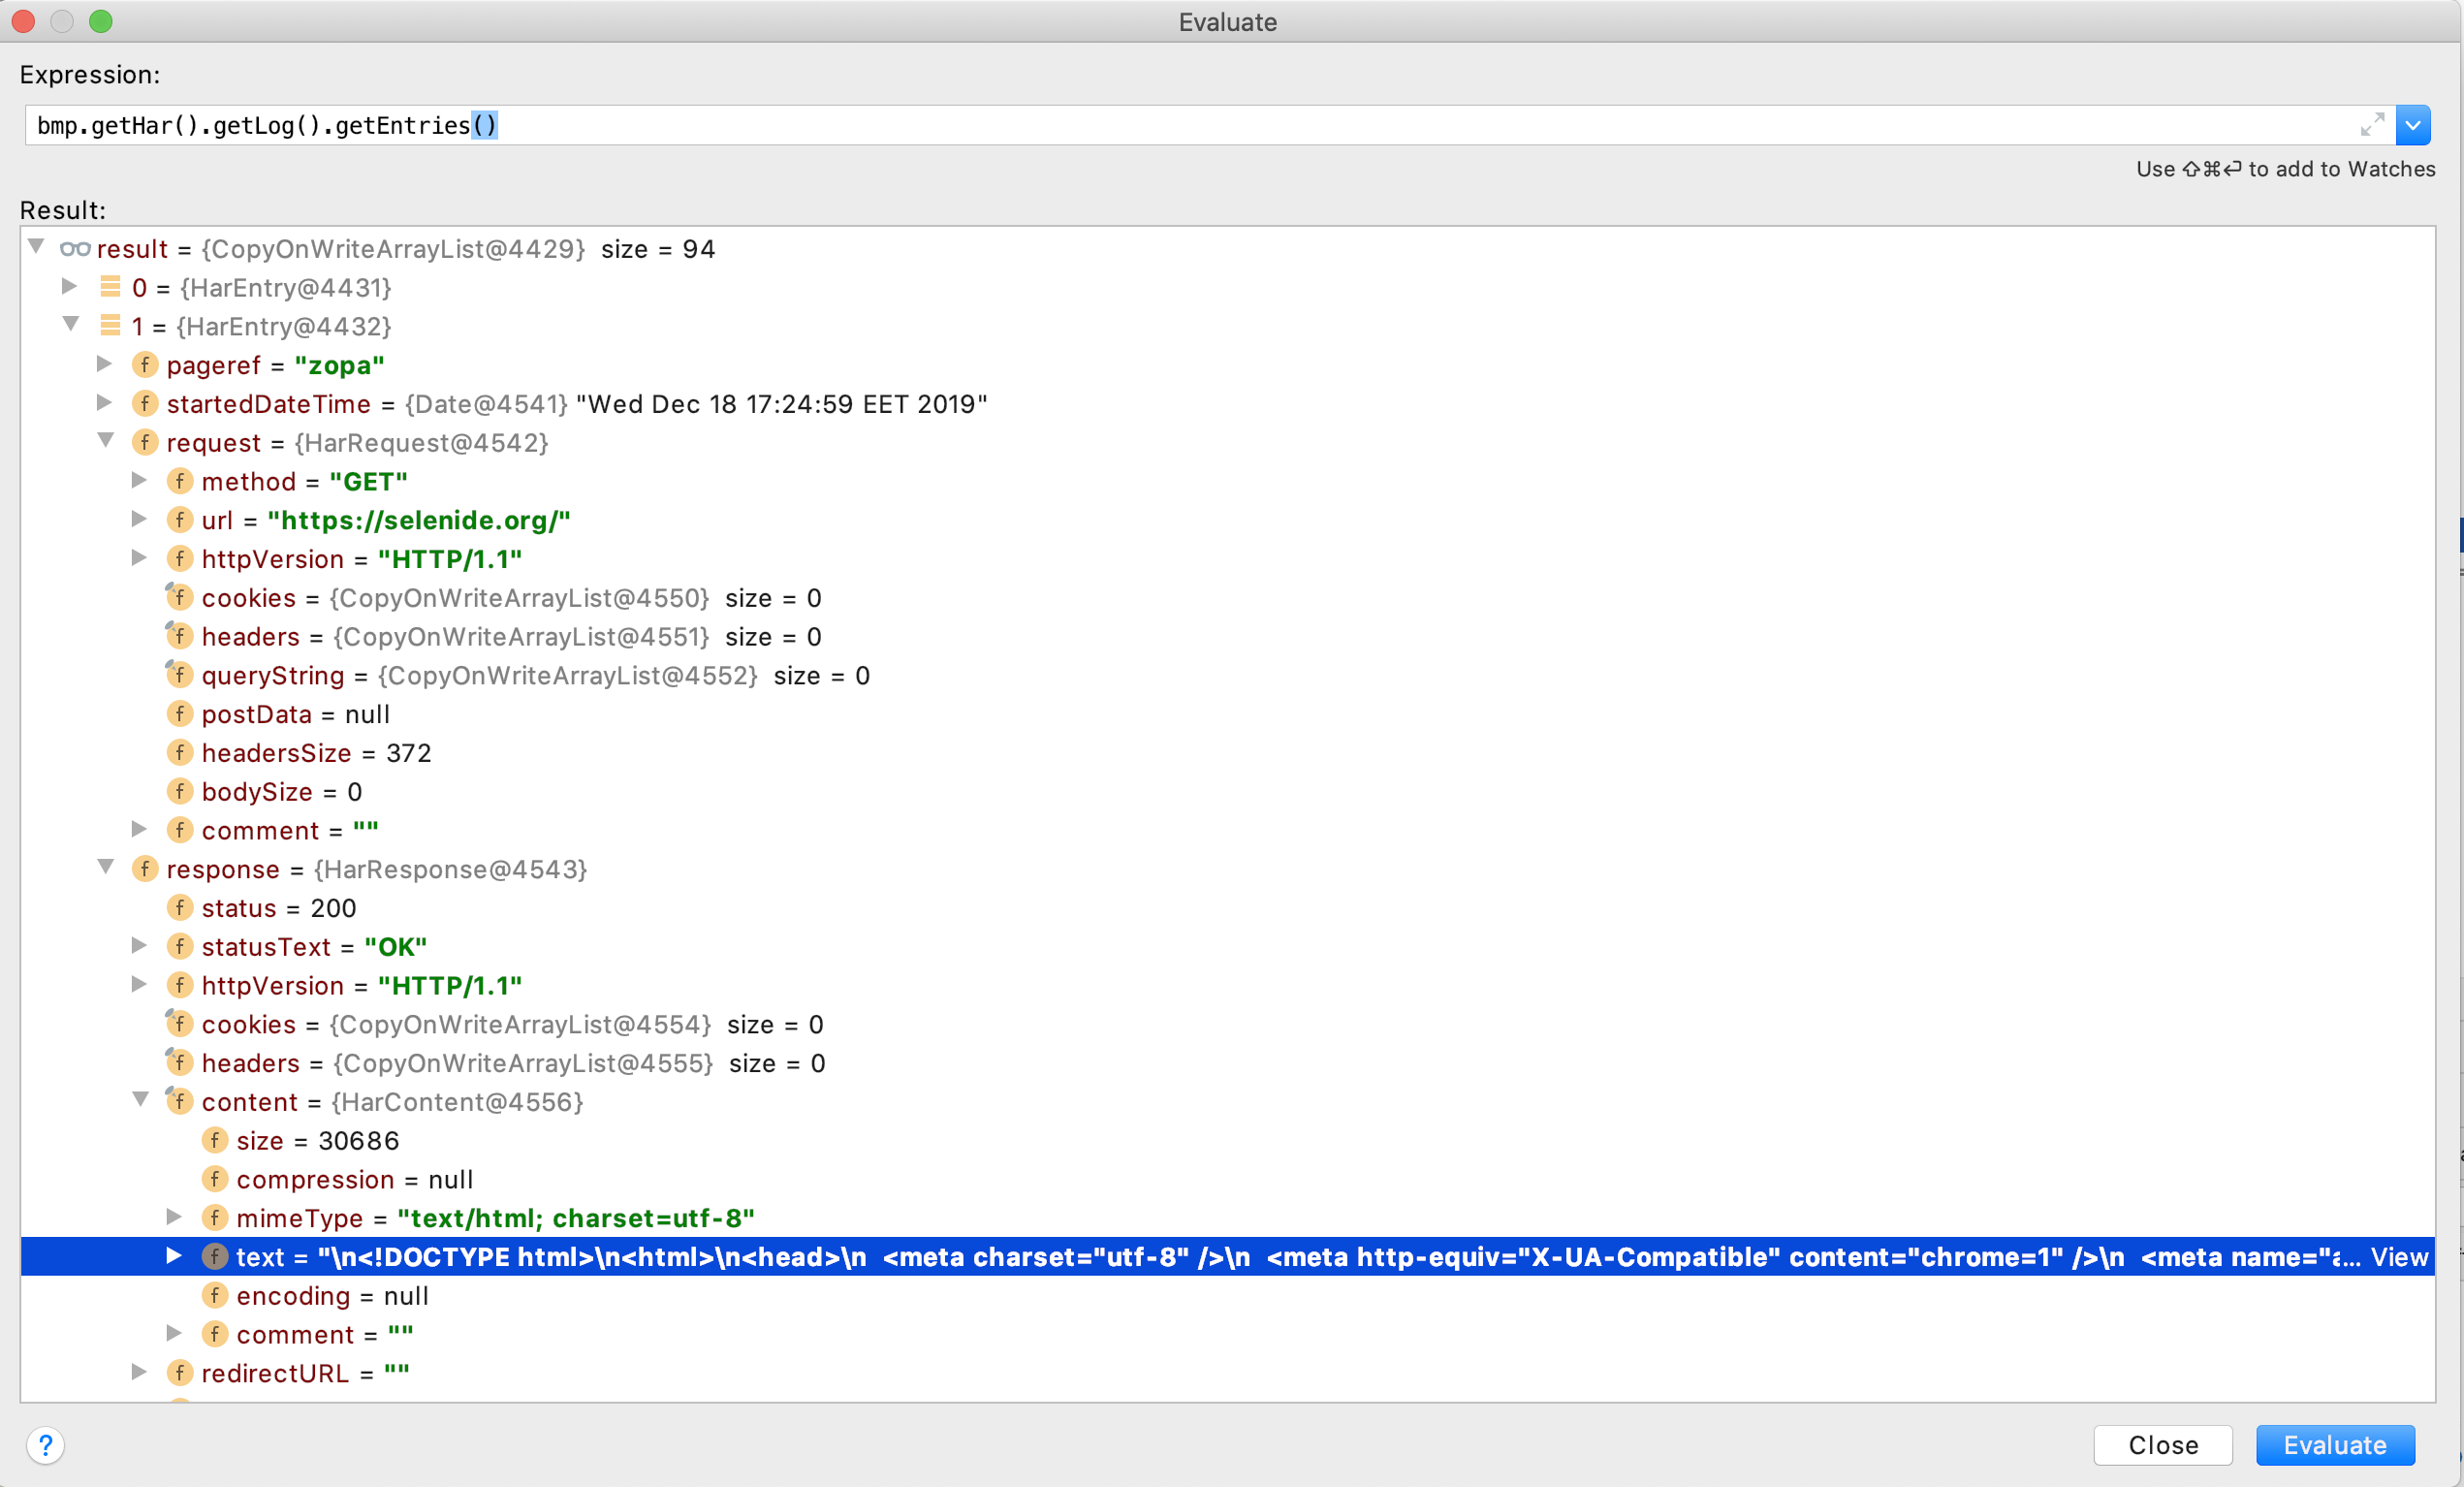 Evaluate
Expression:
bmp.getHar().getLog().getEntries()
Use ⇧⌘⏎ to add to Watches
Result:
result = {CopyOnWriteArrayList@4429} size = 94
0 = {HarEntry@4431}
1 = {HarEntry@4432}
f pageref = "zopa"
f startedDateTime = {Date@4541} "Wed Dec 18 17:24:59 EET 2019"
f request = {HarRequest@4542}
f method = "GET"
f url = "https://selenide.org/"
f httpVersion = "HTTP/1.1"
f cookies = {CopyOnWriteArrayList@4550} size = 0
f headers = {CopyOnWriteArrayList@4551} size = 0
f queryString = {CopyOnWriteArrayList@4552} size = 0
f postData = null
f headersSize = 372
f bodySize = 0
f comment = ""
f response = {HarResponse@4543}
f status = 200
f statusText = "OK"
f httpVersion = "HTTP/1.1"
f cookies = {CopyOnWriteArrayList@4554} size = 0
f headers = {CopyOnWriteArrayList@4555} size = 0
f content = {HarContent@4556}
f size = 30686
f compression = null
f mimeType = "text/html; charset=utf-8"
f text = "\n<!DOCTYPE html>\n<html>\n<head>\n <meta charset="utf-8" />\n <meta http-equiv="X-UA-Compatible" content="chrome=1" />\n <meta name="a... View
f encoding = null
f comment = ""
f redirectURL = ""
? Close Evaluate